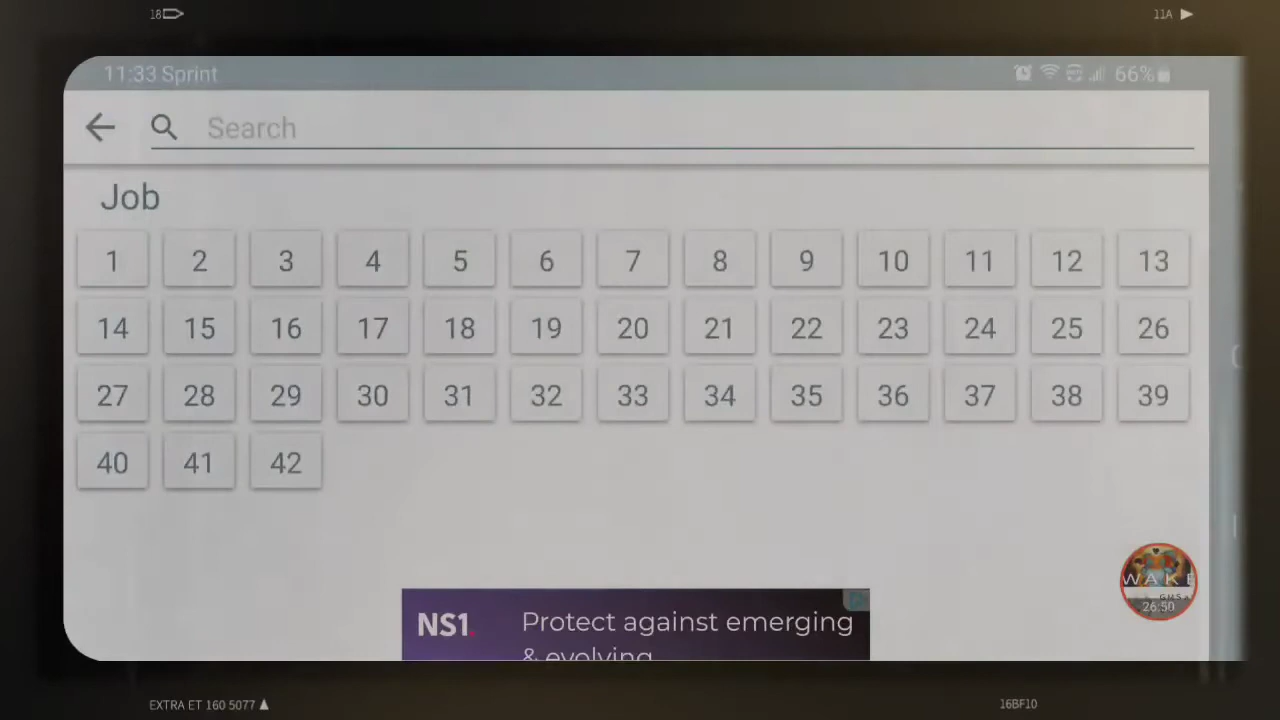 18
11A
11:33 Sprint
66%
Search
Job
1 2 3 4 5 6 7 8 9 10 11 12 13
14 15 16 17 18 19 20 21 22 23 24 25 26
27 28 29 30 31 32 33 34 35 36 37 38 39
40 41 42
WAKE
GMS
26:50
NS1.
Protect against emerging
& evolving
EXTRA ET 160 5077
16BF10